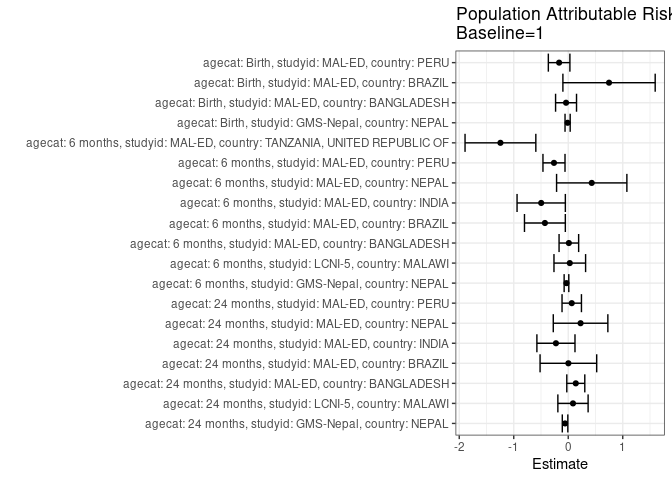 Population Attributable Risk
Baseline=1
agecat: Birth, studyid: MAL-ED, country: PERU
agecat: Birth, studyid: MAL-ED, country: BRAZIL
agecat: Birth, studyid: MAL-ED, country: BANGLADESH
agecat: Birth, studyid: GMS-Nepal, country: NEPAL
agecat: 6 months, studyid: MAL-ED, country: TANZANIA, UNITED REPUBLIC OF
agecat: 6 months, studyid: MAL-ED, country: PERU
agecat: 6 months, studyid: MAL-ED, country: NEPAL
agecat: 6 months, studyid: MAL-ED, country: INDIA
agecat: 6 months, studyid: MAL-ED, country: BRAZIL
agecat: 6 months, studyid: MAL-ED, country: BANGLADESH
agecat: 6 months, studyid: LCNI-5, country: MALAWI
agecat: 6 months, studyid: GMS-Nepal, country: NEPAL
agecat: 24 months, studyid: MAL-ED, country: PERU
agecat: 24 months, studyid: MAL-ED, country: NEPAL
agecat: 24 months, studyid: MAL-ED, country: INDIA
agecat: 24 months, studyid: MAL-ED, country: BRAZIL
agecat: 24 months, studyid: MAL-ED, country: BANGLADESH
agecat: 24 months, studyid: LCNI-5, country: MALAWI
agecat: 24 months, studyid: GMS-Nepal, country: NEPAL
-2 -1 0 1
Estimate